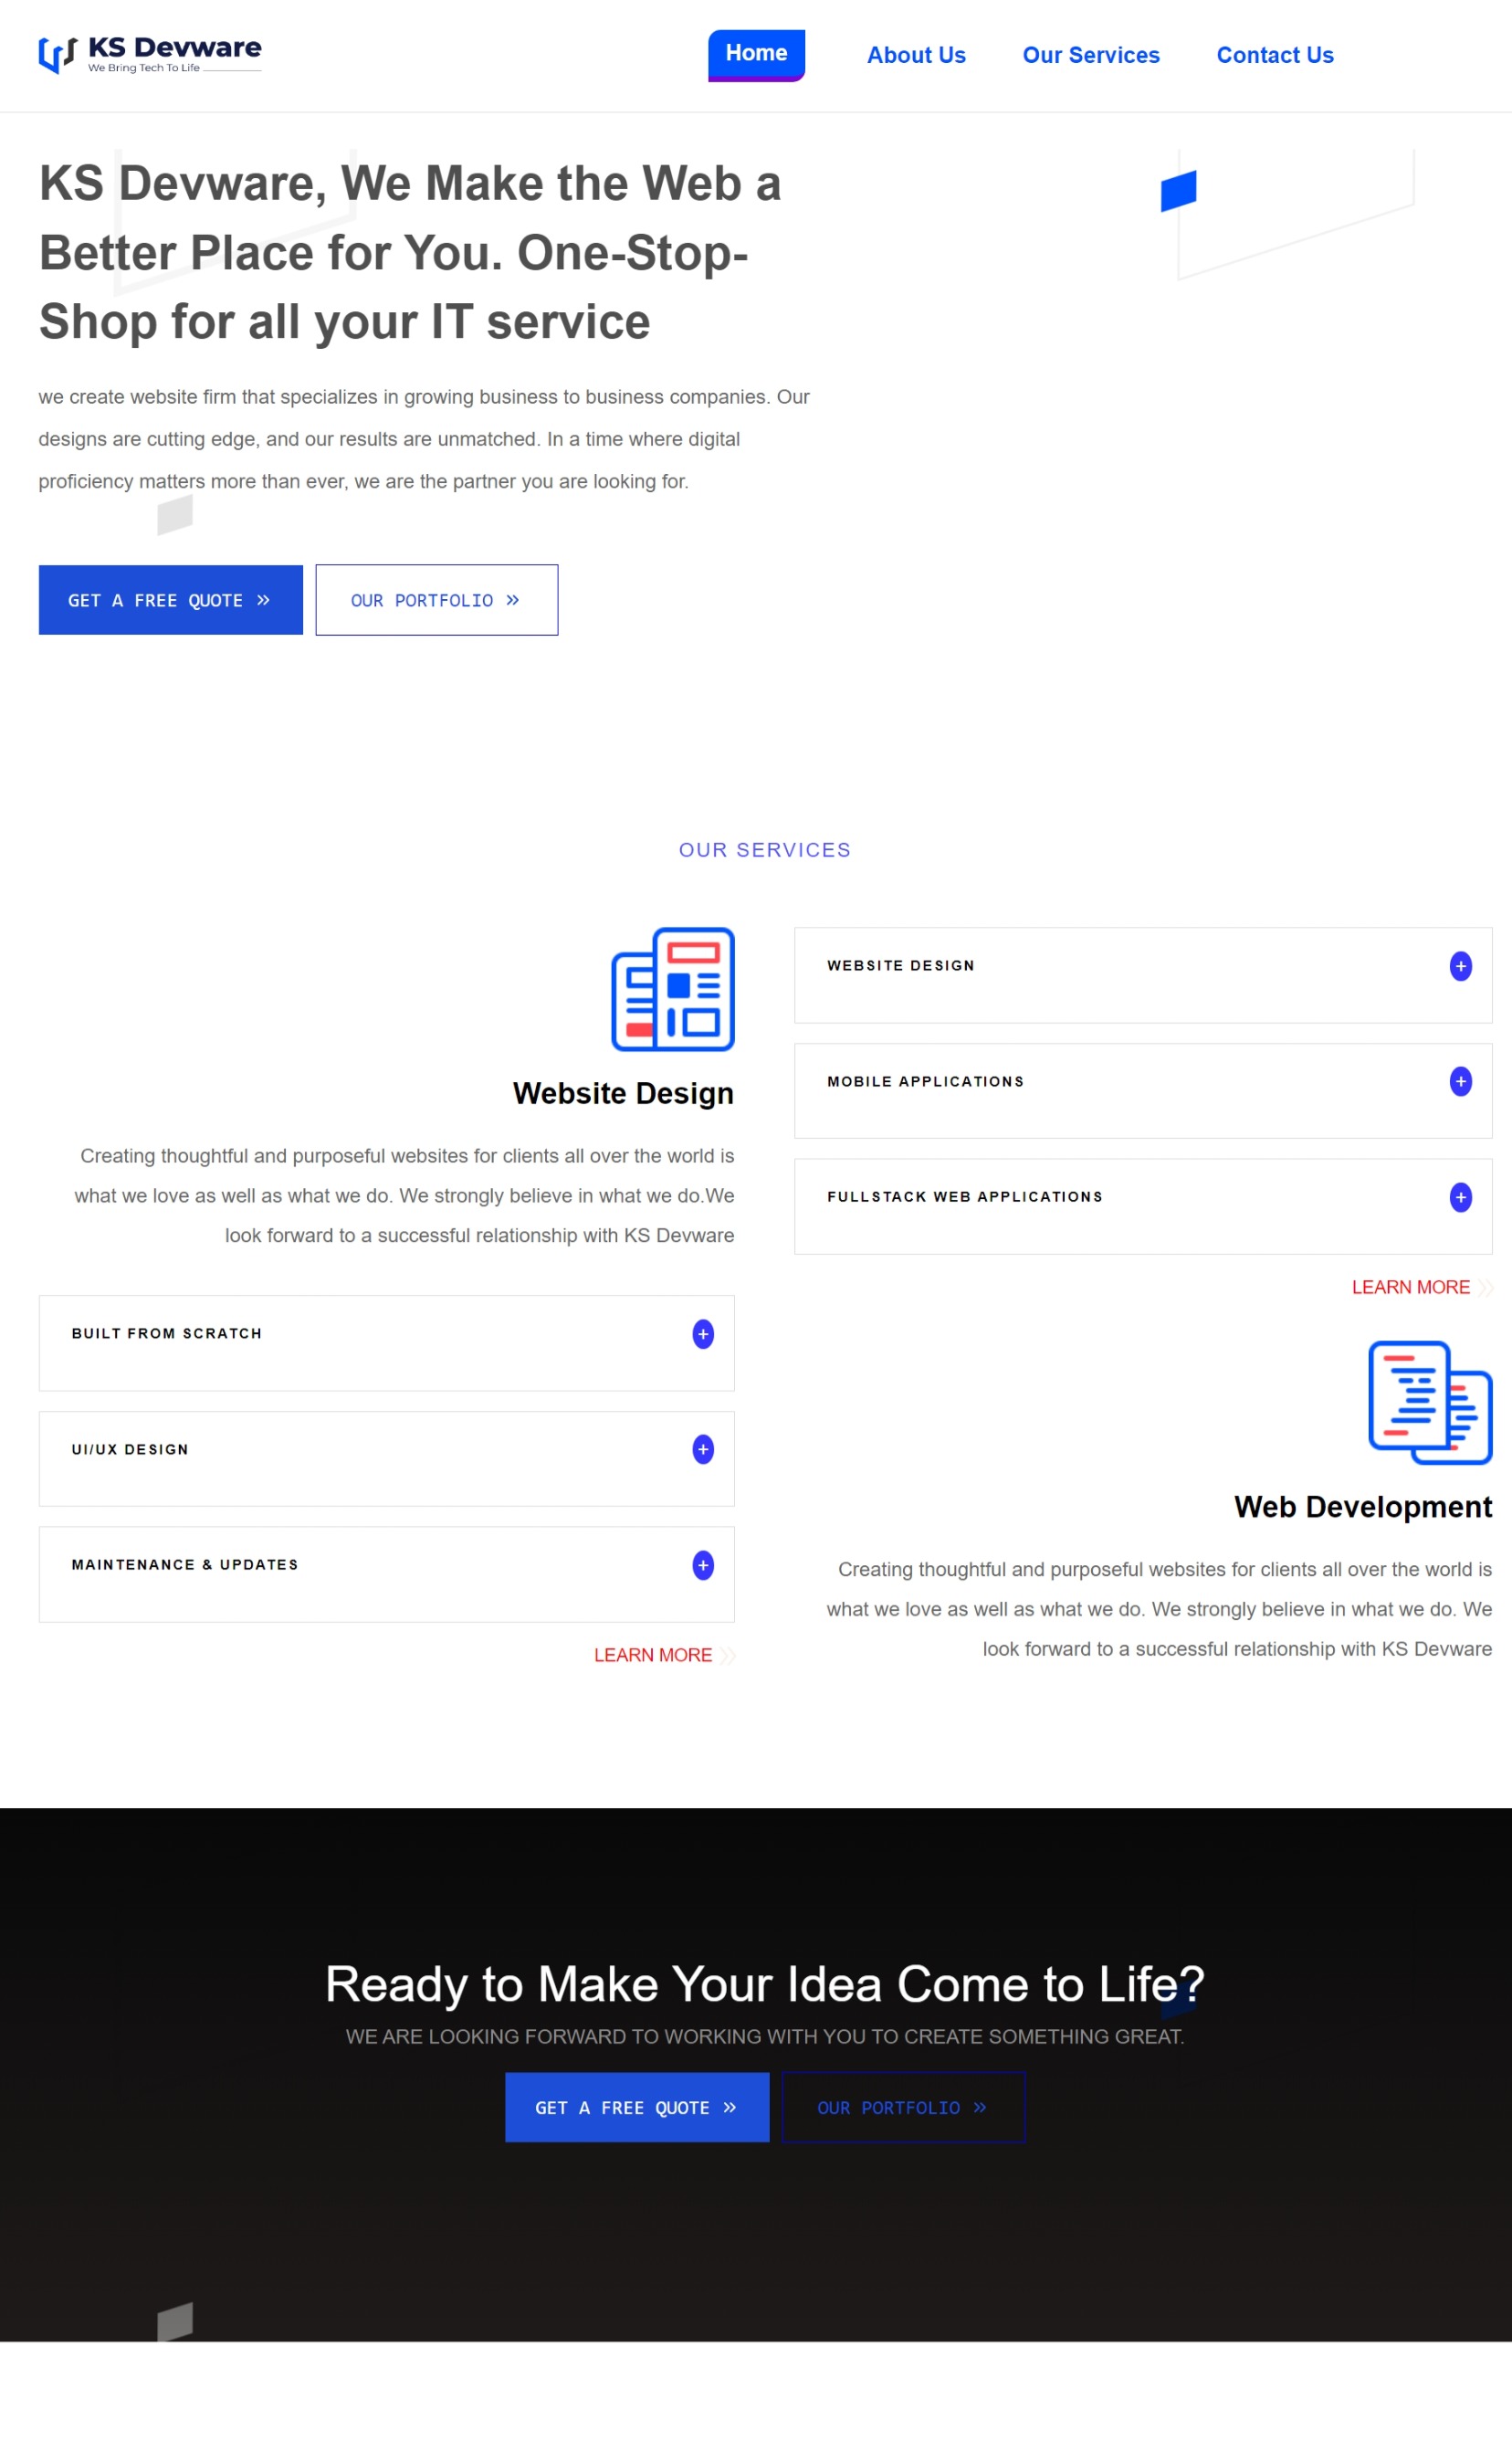 KS Devware
We Bring Tech To Life
Home
About Us
Our Services
Contact Us
KS Devware, We Make the Web a
Better Place for You. One-Stop-
Shop for all your IT service
we create website firm that specializes in growing business to business companies. Our
designs are cutting edge, and our results are unmatched. In a time where digital
proficiency matters more than ever, we are the partner you are looking for.
GET A FREE QUOTE »
OUR PORTFOLIO »
OUR SERVICES
Website Design
Creating thoughtful and purposeful websites for clients all over the world is
what we love as well as what we do. We strongly believe in what we do.We
look forward to a successful relationship with KS Devware
WEBSITE DESIGN
MOBILE APPLICATIONS
FULLSTACK WEB APPLICATIONS
LEARN MORE »
BUILT FROM SCRATCH
UI/UX DESIGN
MAINTENANCE & UPDATES
LEARN MORE »
Web Development
Creating thoughtful and purposeful websites for clients all over the world is
what we love as well as what we do. We strongly believe in what we do. We
look forward to a successful relationship with KS Devware
Ready to Make Your Idea Come to Life?
WE ARE LOOKING FORWARD TO WORKING WITH YOU TO CREATE SOMETHING GREAT.
GET A FREE QUOTE »
OUR PORTFOLIO »